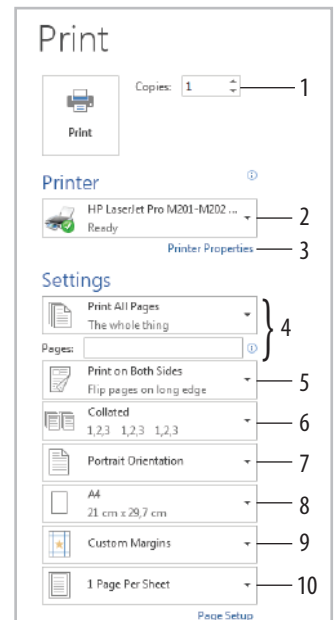 Print
Copies: 1 1
Print
Printer
HP LaserJet Pro M201-M202 ... 2
Ready
Printer Properties 3
Settings
Print All Pages
The whole thing 4
Pages:
Print on Both Sides 5
Flip pages on long edge
Collated 6
1,2,3 1,2,3 1,2,3
Portrait Orientation 7
A4 8
21 cm x 29,7 cm
Custom Margins 9
1 Page Per Sheet 10
Page Setup